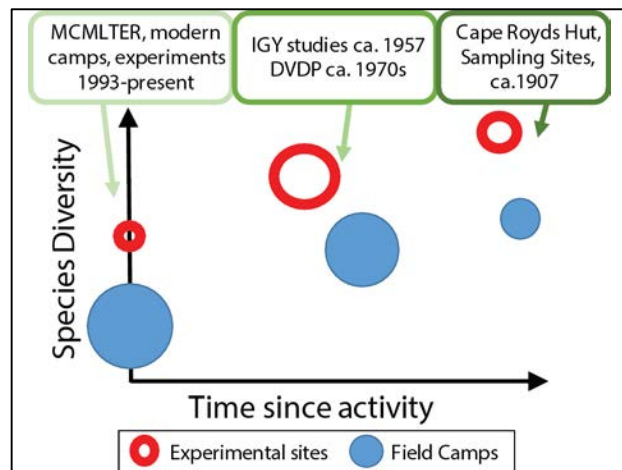 MCMLTER, modern
camps, experiments
1993-present
IGY studies ca. 1957
DVDP ca. 1970s
Cape Royds Hut,
Sampling Sites,
ca.1907
Species Diversity
Time since activity
Experimental sites
Field Camps